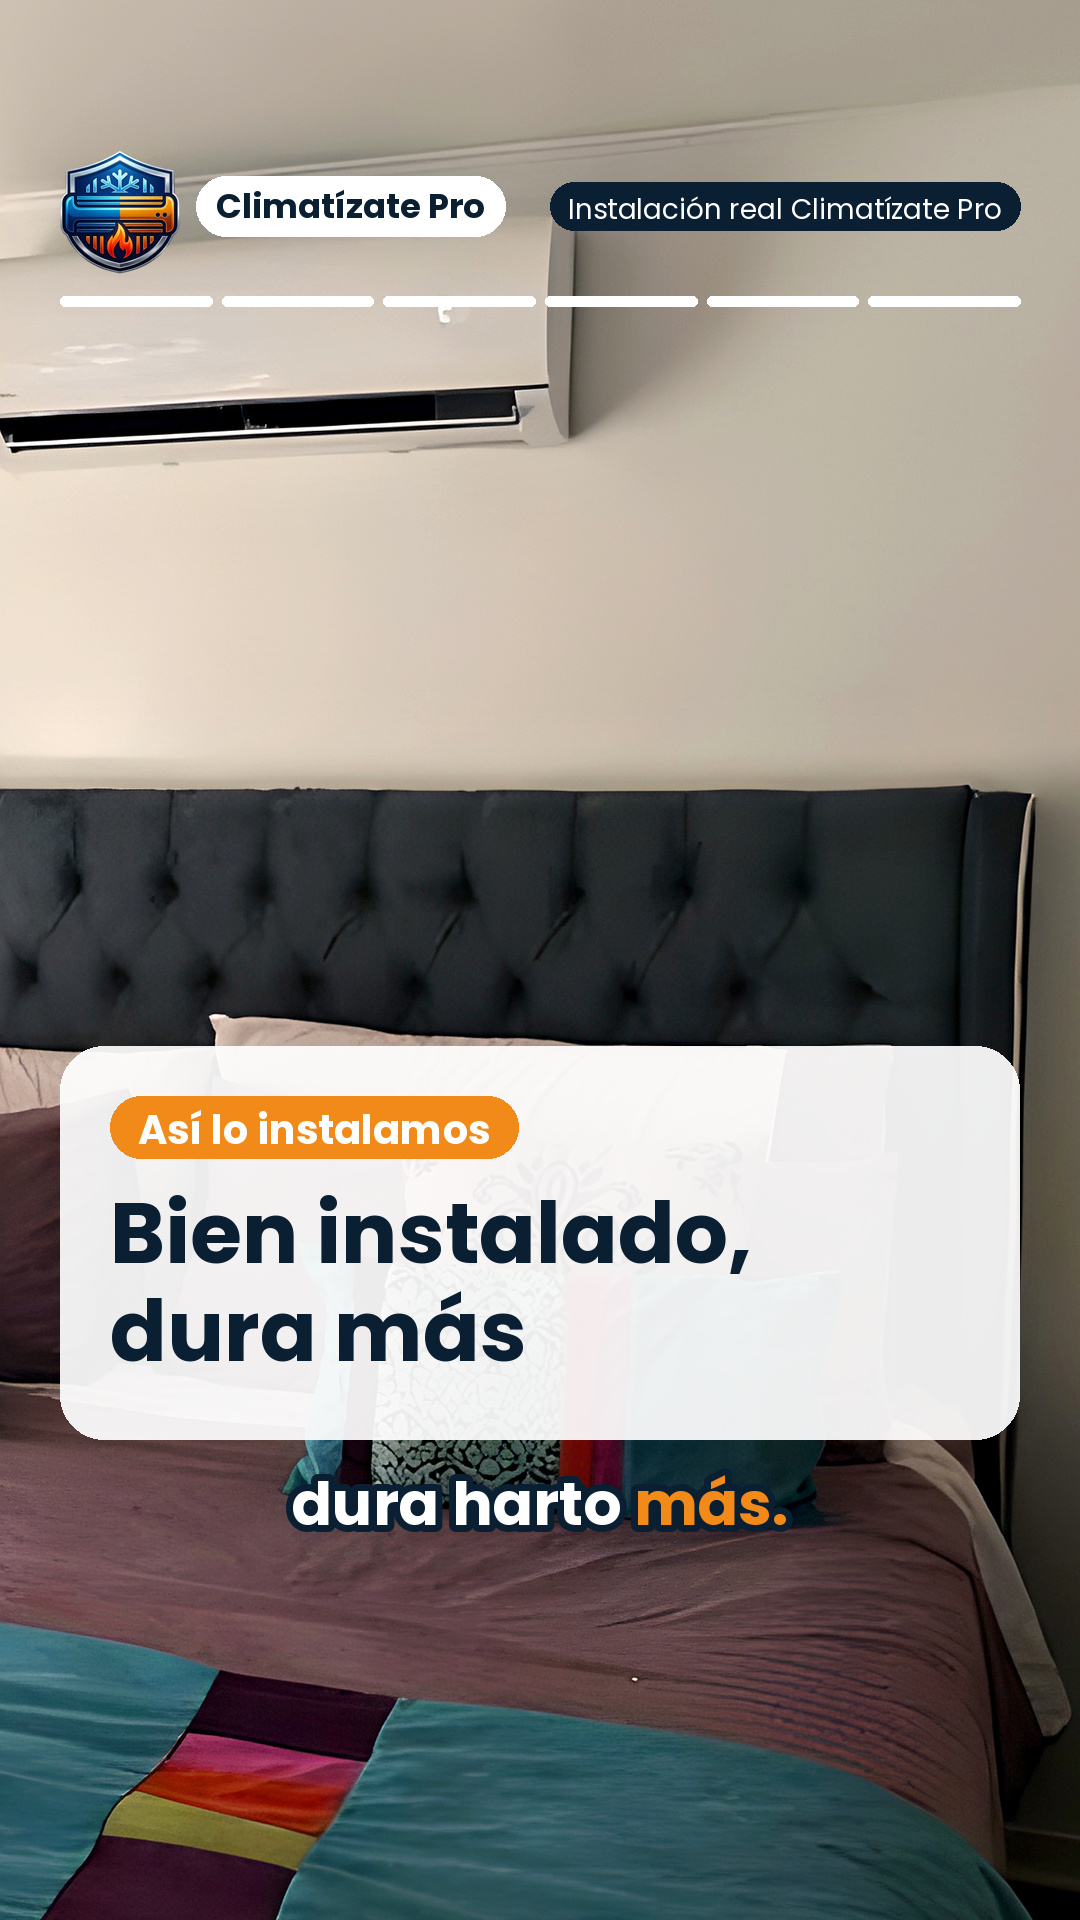 Climatízate Pro
Instalación real Climatízate Pro
Así lo instalamos
Bien instalado,
dura más
dura harto más.